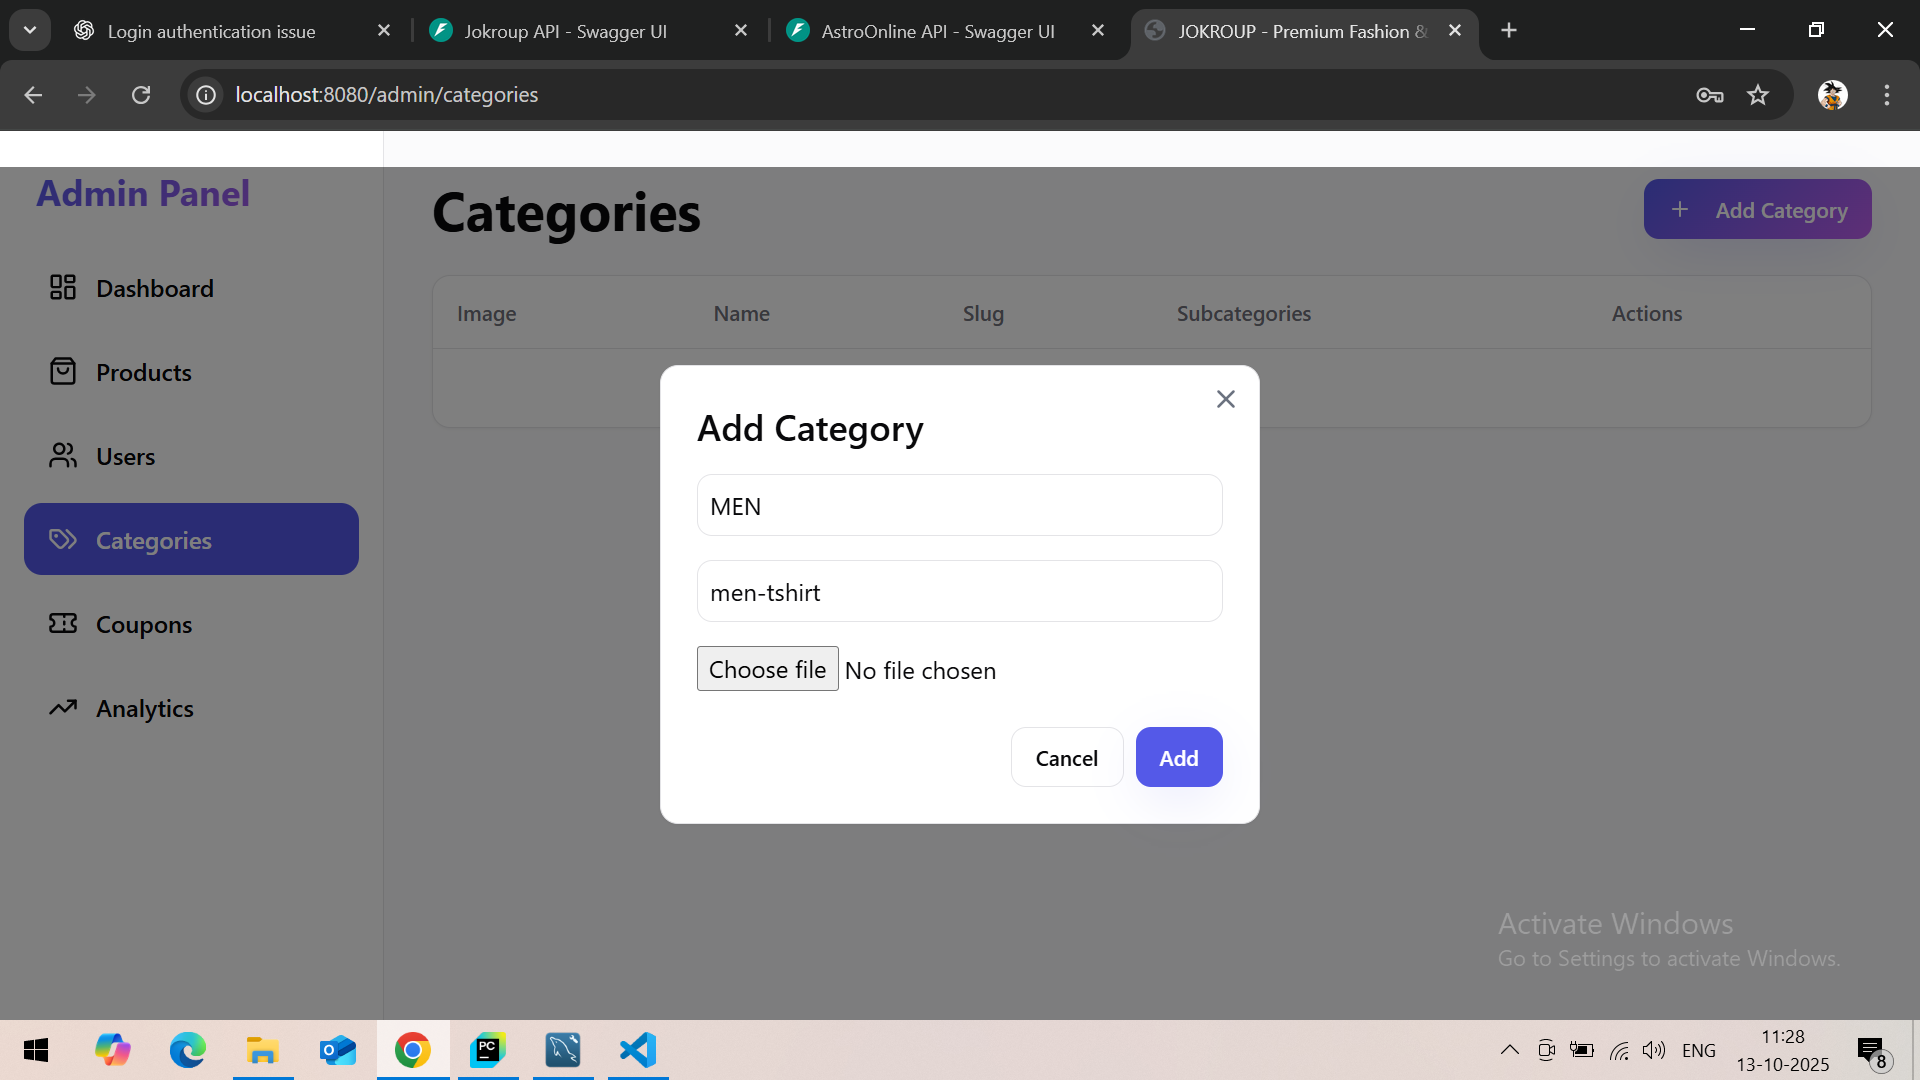 Login authentication issue
Jokroup API - Swagger UI
AstroOnline API - Swagger UI
JOKROUP - Premium Fashion &
localhost:8080/admin/categories
Admin Panel
Dashboard
Products
Users
Categories
Coupons
Analytics
Categories
Add Category
Image Name Slug Subcategories Actions
Add Category
MEN
men-tshirt
Choose file No file chosen
Cancel Add
Activate Windows
Go to Settings to activate Windows.
PC
ENG
11:28
13-10-2025
8